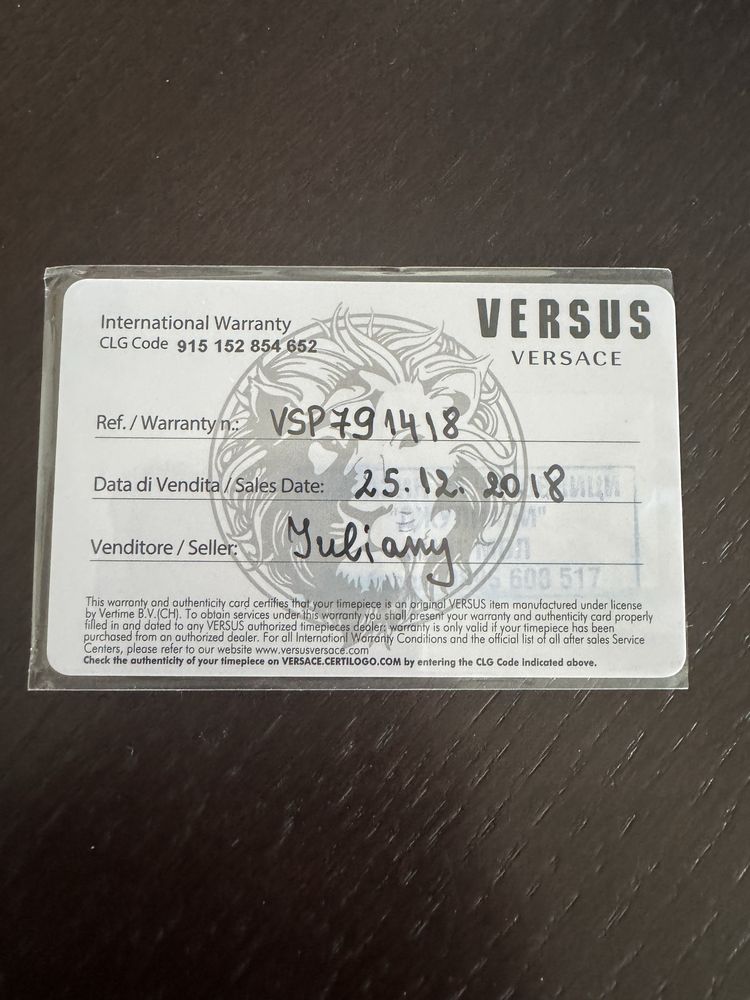 International Warranty
CLG Code 915 152 854 652
VERSUS
VERSACE
Ref. / Warranty n.: VSP791418
Data di Vendita / Sales Date: 25.12.2018
Venditore / Seller: Juliany
608 517
This warranty and authenticity card certifies that your timepiece is an original VERSUS item manufactured under license
by Vertime B.V.(CH). To obtain services under this warranty you shall present your warranty and authenticity card properly
filled in and dated to any VERSUS authorized timepieces dealer; warranty is only valid if your timepiece has been
purchased from an authorized dealer. For all Internationl Warranty Conditions and the official list of all after sales Service
Centers, please refer to our website www.versusversace.com
Check the authenticity of your timepiece on VERSACE.CERTILOGO.COM by entering the CLG Code indicated above.